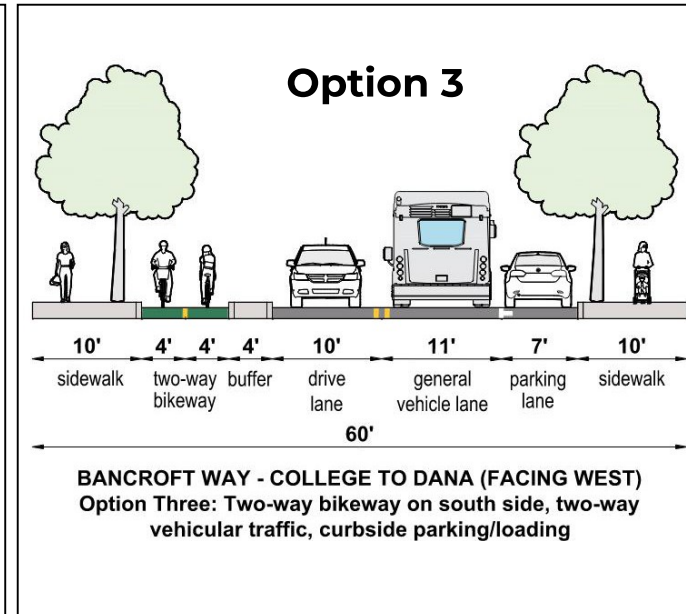 Option 3
10' 4' 4' 4' 10' 11' 7' 10'
sidewalk two-way bikeway buffer drive lane general vehicle lane parking lane sidewalk
60'
BANCROFT WAY - COLLEGE TO DANA (FACING WEST)
Option Three: Two-way bikeway on south side, two-way
vehicular traffic, curbside parking/loading